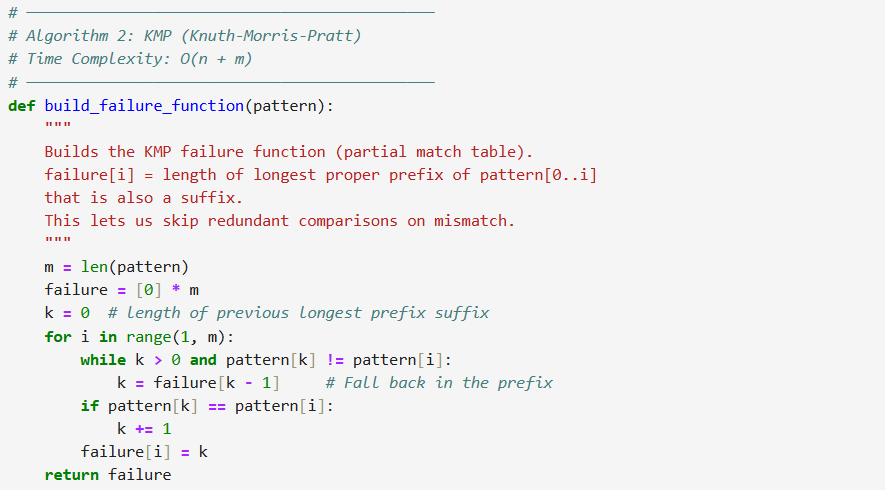 # ─────────────────────────────────────────────
# Algorithm 2: KMP (Knuth-Morris-Pratt)
# Time Complexity: O(n + m)
# ─────────────────────────────────────────────
def build_failure_function(pattern):
    """
    Builds the KMP failure function (partial match table).
    failure[i] = length of longest proper prefix of pattern[0..i]
    that is also a suffix.
    This lets us skip redundant comparisons on mismatch.
    """
    m = len(pattern)
    failure = [0] * m
    k = 0  # length of previous longest prefix suffix
    for i in range(1, m):
        while k > 0 and pattern[k] != pattern[i]:
            k = failure[k - 1]     # Fall back in the prefix
        if pattern[k] == pattern[i]:
            k += 1
        failure[i] = k
    return failure